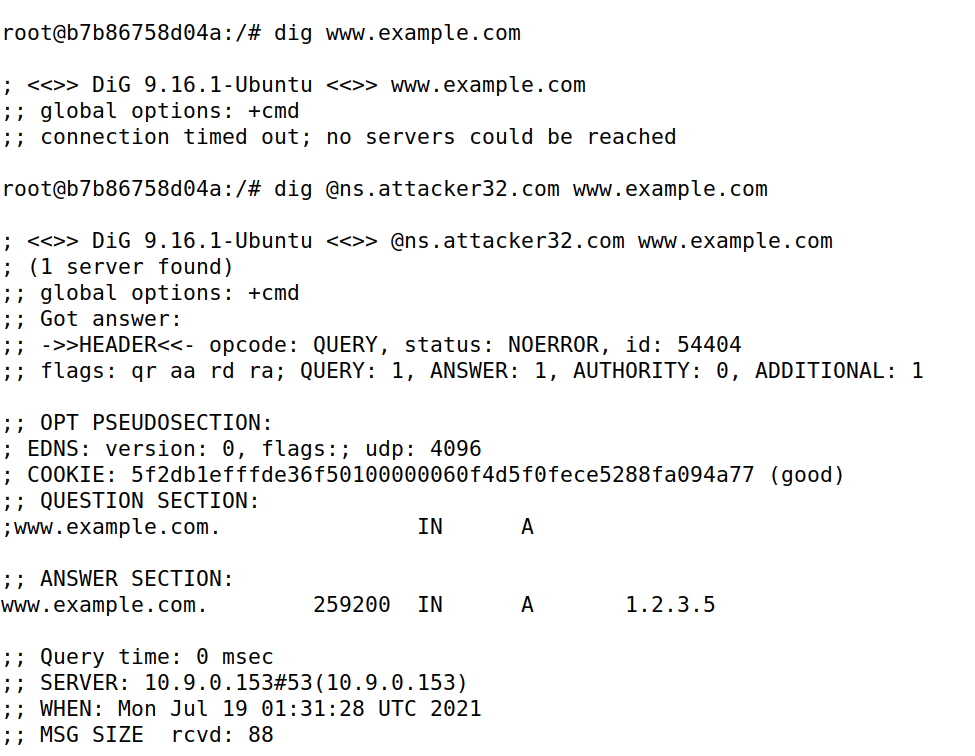 root@b7b86758d04a:/# dig www.example.com
; <<>> DiG 9.16.1-Ubuntu <<>> www.example.com
;; global options: +cmd
;; connection timed out; no servers could be reached
root@b7b86758d04a:/# dig @ns.attacker32.com www.example.com
; <<>> DiG 9.16.1-Ubuntu <<>> @ns.attacker32.com www.example.com
; (1 server found)
;; global options: +cmd
;; Got answer:
;; ->>HEADER<<- opcode: QUERY, status: NOERROR, id: 54404
;; flags: qr aa rd ra; QUERY: 1, ANSWER: 1, AUTHORITY: 0, ADDITIONAL: 1
;; OPT PSEUDOSECTION:
; EDNS: version: 0, flags:; udp: 4096
; COOKIE: 5f2db1efffde36f50100000060f4d5f0fece5288fa094a77 (good)
;; QUESTION SECTION:
;www.example.com. IN A
;; ANSWER SECTION:
www.example.com. 259200 IN A 1.2.3.5
;; Query time: 0 msec
;; SERVER: 10.9.0.153#53(10.9.0.153)
;; WHEN: Mon Jul 19 01:31:28 UTC 2021
;; MSG SIZE rcvd: 88